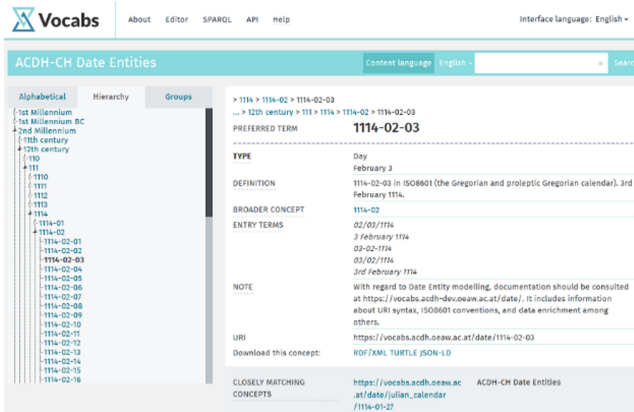 Vocabs
About Editor SPARQL API Help
Interface language: English
ACDH-CH Date Entities
Content language English × Searc
Alphabetical Hierarchy Groups
1st Millennium
1st Millennium BC
2nd Millennium
11th century
12th century
110
111
1110
1111
1112
1113
1114
1114-01
1114-02
1114-02-01
1114-02-02
1114-02-03
1114-02-04
1114-02-05
1114-02-06
1114-02-07
1114-02-08
1114-02-09
1114-02-10
1114-02-11
1114-02-12
1114-02-13
1114-02-14
1114-02-15
1114-02-16
> 1114 > 1114-02 > 1114-02-03
... > 12th century > 111 > 1114 > 1114-02 > 1114-02-03
PREFERRED TERM 1114-02-03
TYPE Day
February 3
DEFINITION 1114-02-03 in ISO8601 (the Gregorian and proleptic Gregorian calendar). 3rd
February 1114.
BROADER CONCEPT 1114-02
ENTRY TERMS 02/03/1114
3 February 1114
03-02-1114
03/02/1114
3rd February 1114
NOTE With regard to Date Entity modelling, documentation should be consulted
at https://vocabs.acdh-dev.oeaw.ac.at/date/. It includes information
about URI syntax, ISO8601 conventions, and data enrichment among
others.
URI https://vocabs.acdh.oeaw.ac.at/date/1114-02-03
Download this concept: RDF/XML TURTLE JSON-LD
CLOSELY MATCHING https://vocabs.acdh.oeaw.ac ACDH-CH Date Entities
CONCEPTS .at/date/julian_calendar
/1114-01-27